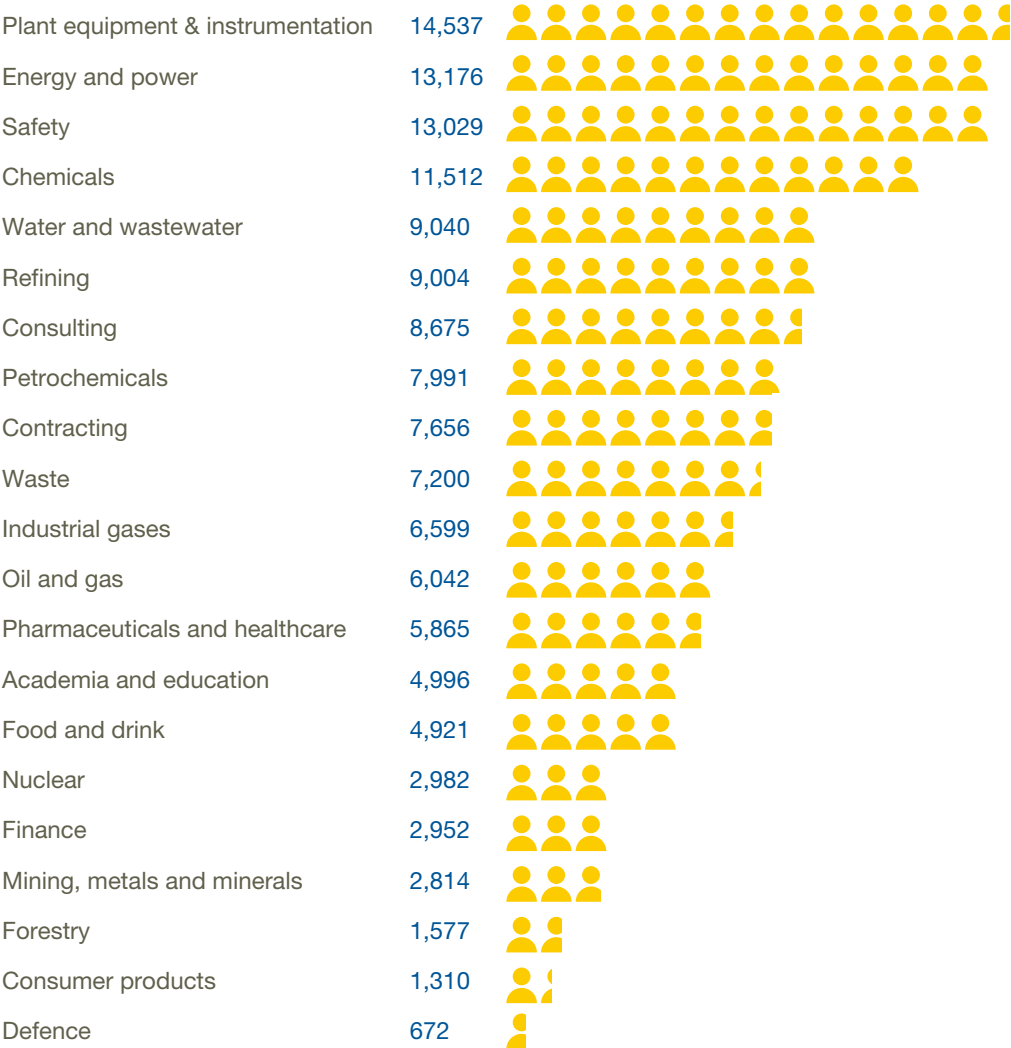 Plant equipment & instrumentation 14,537
Energy and power 13,176
Safety 13,029
Chemicals 11,512
Water and wastewater 9,040
Refining 9,004
Consulting 8,675
Petrochemicals 7,991
Contracting 7,656
Waste 7,200
Industrial gases 6,599
Oil and gas 6,042
Pharmaceuticals and healthcare 5,865
Academia and education 4,996
Food and drink 4,921
Nuclear 2,982
Finance 2,952
Mining, metals and minerals 2,814
Forestry 1,577
Consumer products 1,310
Defence 672